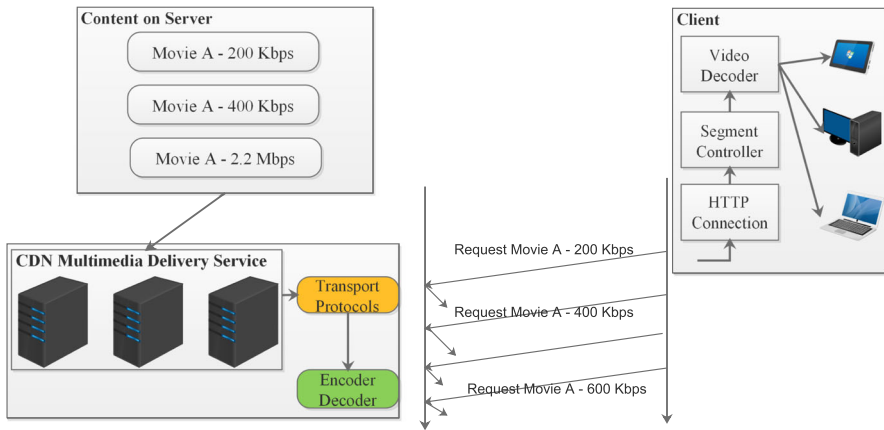 Content on Server
Movie A - 200 Kbps
Movie A - 400 Kbps
Movie A - 2.2 Mbps
CDN Multimedia Delivery Service
Transport
Protocols
Encoder
Decoder
Request Movie A - 200 Kbps
Request Movie A - 400 Kbps
Request Movie A - 600 Kbps
Client
Video
Decoder
Segment
Controller
HTTP
Connection